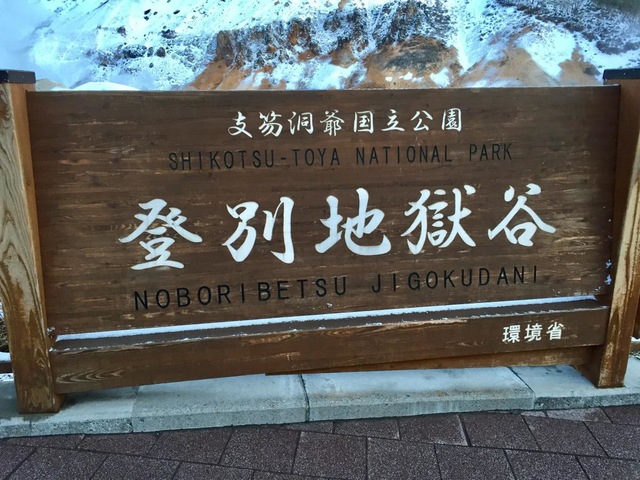 支笏洞爺国立公園
SHIKOTSU-TOYA NATIONAL PARK
登別地獄谷
NOBORIBETSU JIGOKUDANI
環境省